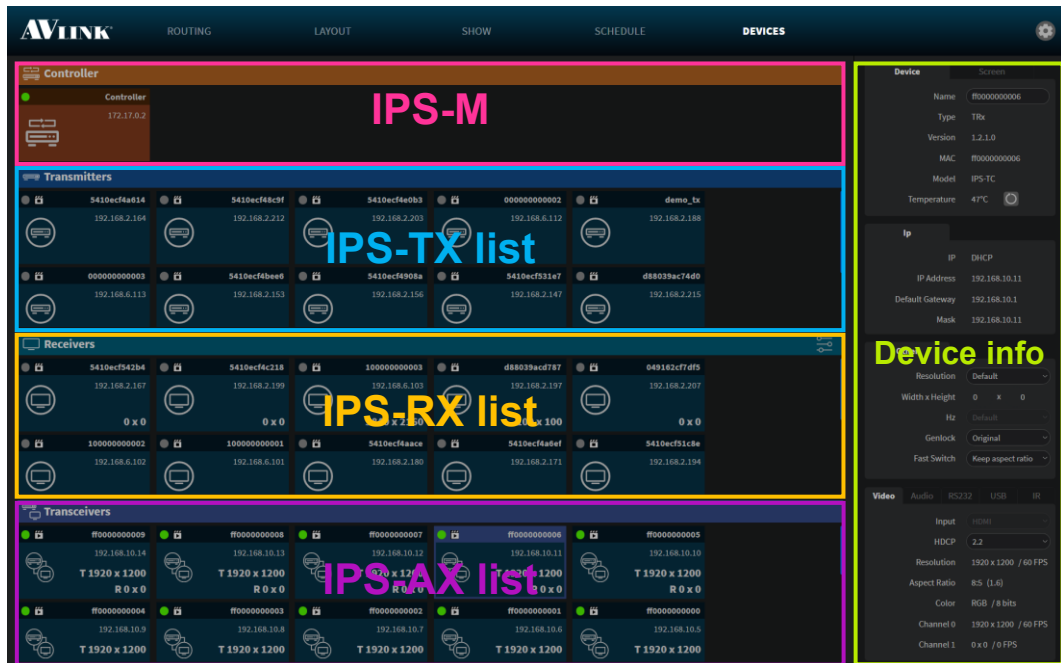 AVLINK ROUTING LAYOUT SHOW SCHEDULE DEVICES
Controller
Controller
172.17.0.2
IPS-M
Transmitters
5410ecf4a614 5410ecf48c9f 5410ecf4e0b3 000000000002 demo_tx
192.168.2.164 192.168.2.212 192.168.2.203 192.168.6.112 192.168.2.188
IPS-TX list
000000000003 5410ecf4bee6 5410ecf4908a 5410ecf531e7 d88039ac74d0
192.168.6.113 192.168.2.153 192.168.2.156 192.168.2.147 192.168.2.215
Receivers
5410ecf542b4 5410ecf4c218 100000000003 d88039acd787 049162cf7df5
192.168.2.167 192.168.2.199 192.168.6.103 192.168.2.197 192.168.2.207
0 x 0 0 x 0 x 100 0 x 0
IPS-RX list
100000000002 100000000001 5410ecf4aace 5410ecf4a6ef 5410ecf51c8e
192.168.6.102 192.168.6.101 192.168.2.180 192.168.2.171 192.168.2.194
Transceivers
ff0000000009 ff0000000008 ff0000000007 ff0000000006 ff0000000005
192.168.10.14 192.168.10.13 192.168.10.12 192.168.10.11 192.168.10.10
T 1920 x 1200 T 1920 x 1200 T 1920 x 1200 T 1920 x 1200 T 1920 x 1200
R 0 x 0 R 0 x 0 R 0 x 0 R 0 x 0 R 0 x 0
IPS-AX list
ff0000000004 ff0000000003 ff0000000002 ff0000000001 ff0000000000
192.168.10.9 192.168.10.8 192.168.10.7 192.168.10.6 192.168.10.5
T 1920 x 1200 T 1920 x 1200 T 1920 x 1200 T 1920 x 1200 T 1920 x 1200
Device Screen
Name ff0000000006
Type TRx
Version 1.2.1.0
MAC ff0000000006
Model IPS-TC
Temperature 47°C
Ip
IP DHCP
IP Address 192.168.10.11
Default Gateway 192.168.10.1
Mask 192.168.10.11
Device info
Resolution Default
Width x Height 0 x 0
Hz Default
Genlock Original
Fast Switch Keep aspect ratio
Video Audio RS232 USB IR
Input HDMI
HDCP 2.2
Resolution 1920 x 1200 / 60 FPS
Aspect Ratio 8:5 (1.6)
Color RGB / 8 bits
Channel 0 1920 x 1200 / 60 FPS
Channel 1 0 x 0 / 0 FPS